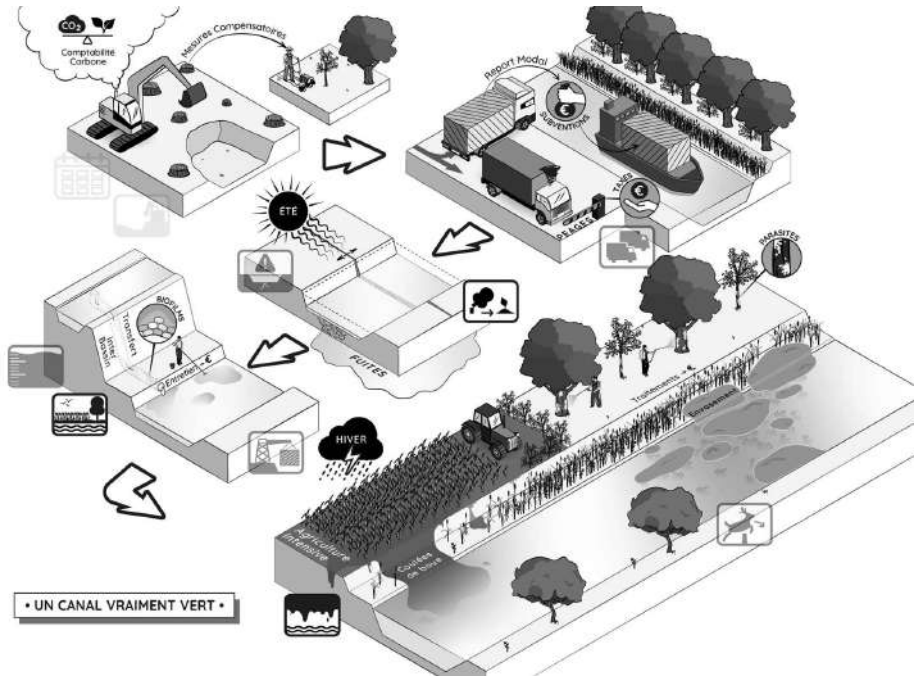 CO₂
Comptabilité
Carbone
Mesures Compensatoires
Report Modal
€
SUBVENTIONS
TAXES
€
PÉAGES
PARASITES
ÉTÉ
FUITES
BIOFILMS
Transfert
Inter
Bassin
Entretien - €
HIVER
Traitements - €
Envasement
Agriculture
intensive
Coulées
de boue
• UN CANAL VRAIMENT VERT •